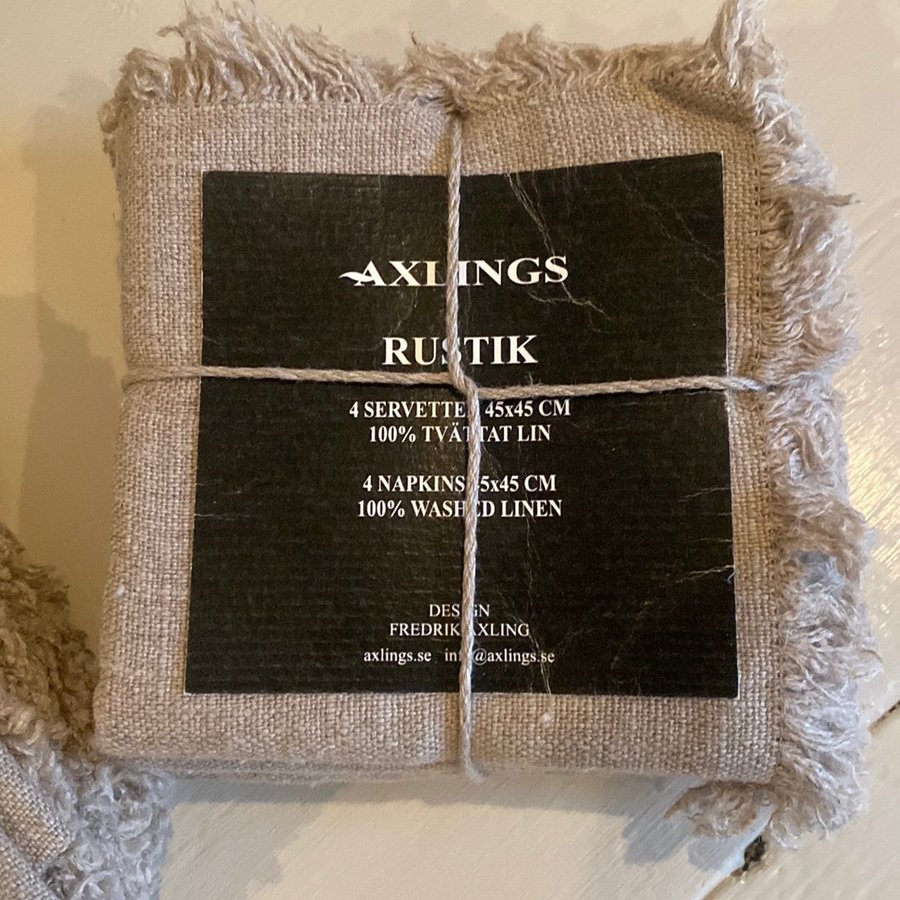 AXLINGS
RUSTIK
4 SERVETTER 45x45 CM
100% TVÄTTAT LIN
4 NAPKINS 45x45 CM
100% WASHED LINEN
DESIGN
FREDRIK AXLING
axlings.se info@axlings.se